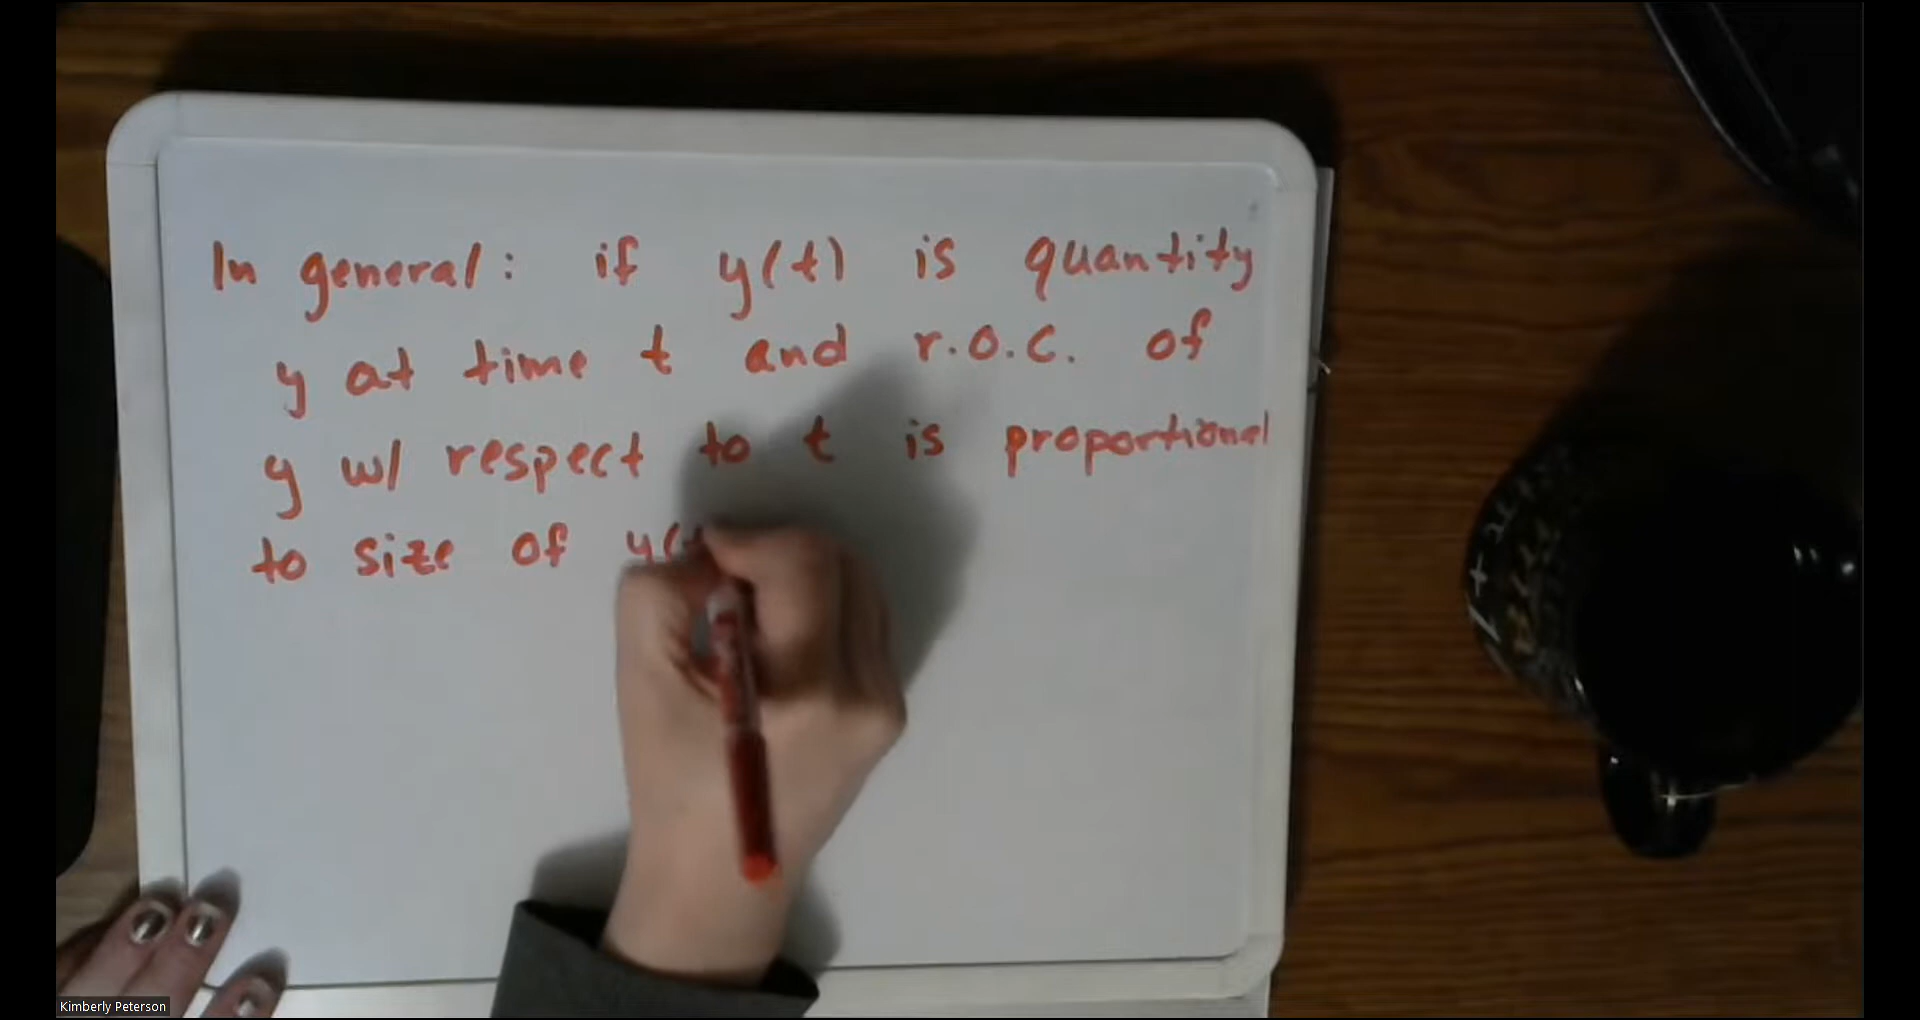 In general: if y(t) is quantity
y at time t and r.o.c. of
y w/ respect to t is proportional
to size of y(t
Kimberly Peterson